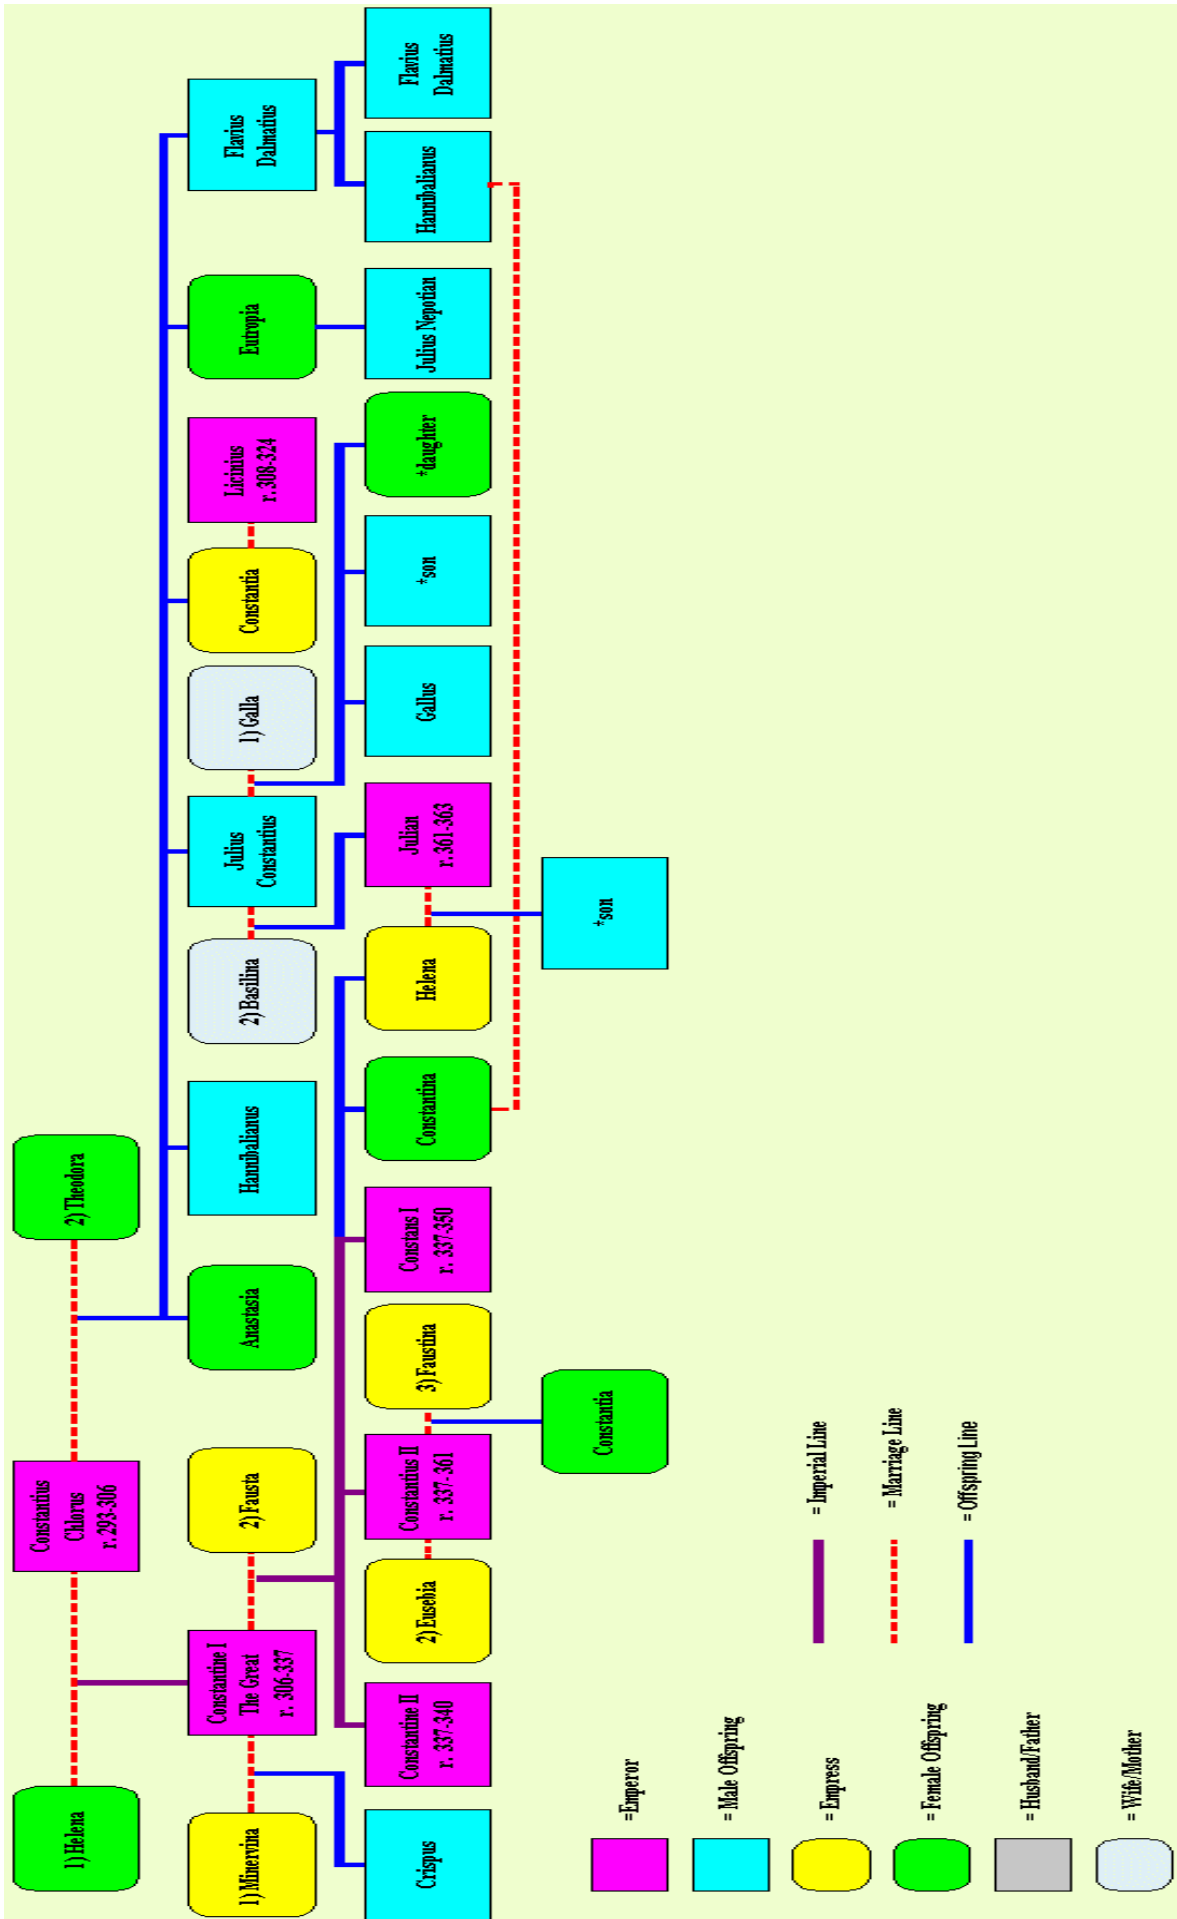 1) Helena
Constantius
Chlorus
r. 293-306
2) Theodora
1) Minervina
Constantine I
The Great
r. 306-337
2) Fausta
Anastasia
Hannibalianus
2) Basilina
Julius
Constantius
1) Galla
Constantia
Licinius
r. 308-324
Eutropia
Flavius
Dalmatius
Crispus
Constantine II
r. 337-340
2) Eusebia
Constantius II
r. 337- 361
3) Faustina
Constans I
r. 337-350
Constantina
Helena
Julian
r. 361-363
Gallus
*son
*daughter
Julius Nepotian
Hannibalianus
Flavius
Dalmatius
Constantia
*son
=Emperor
= Male Offspring
= Empress
= Female Offspring
= Husband/Father
= Wife/Mother
= Imperial Line
= Marriage Line
= Offspring Line